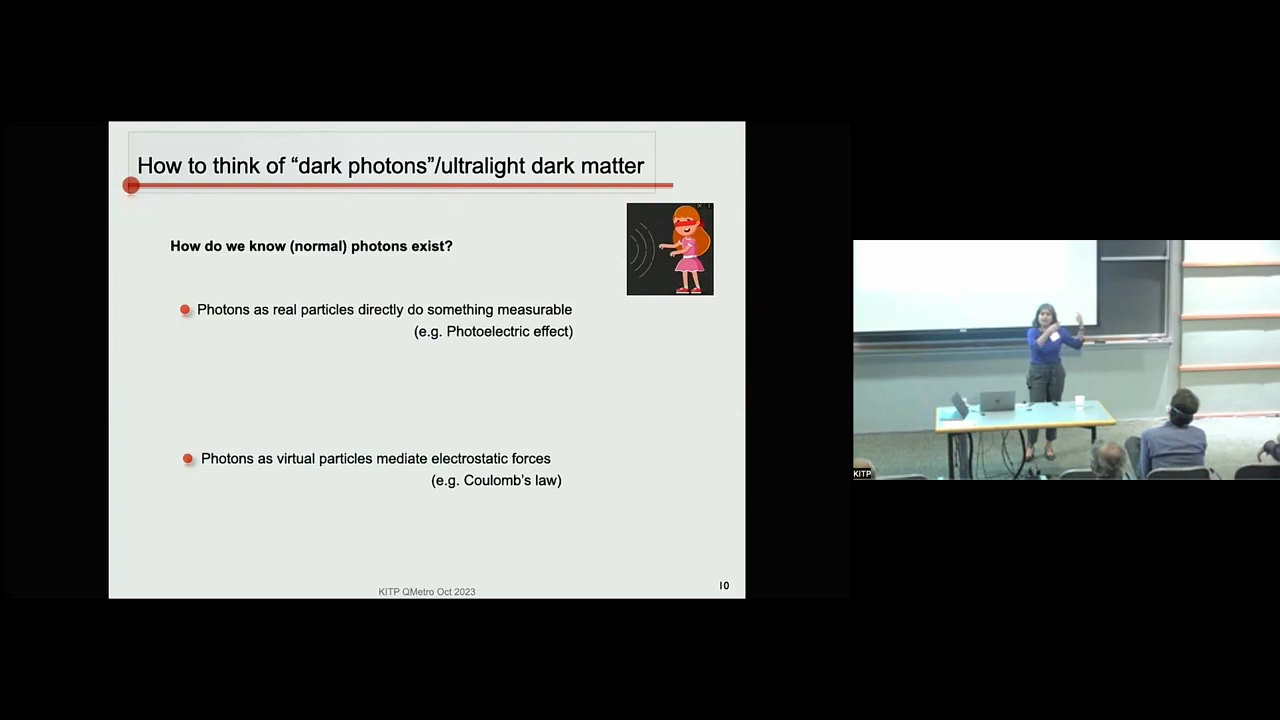 How to think of “dark photons”/ultralight dark matter
How do we know (normal) photons exist?
Photons as real particles directly do something measurable
(e.g. Photoelectric effect)
Photons as virtual particles mediate electrostatic forces
(e.g. Coulomb’s law)
KITP QMetro Oct 2023
10
KITP